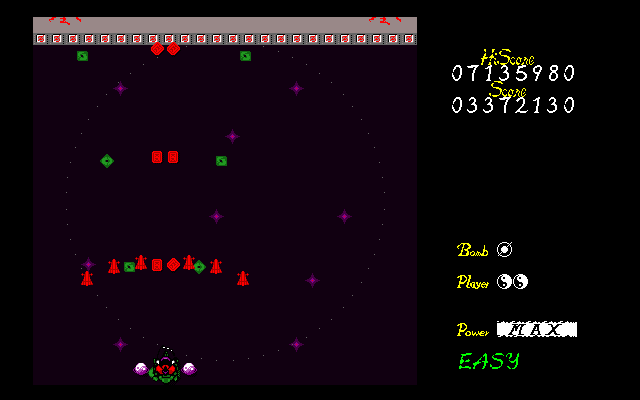 HiScore
07135980
Score
03372130
Bomb
Player
Power MAX
EASY